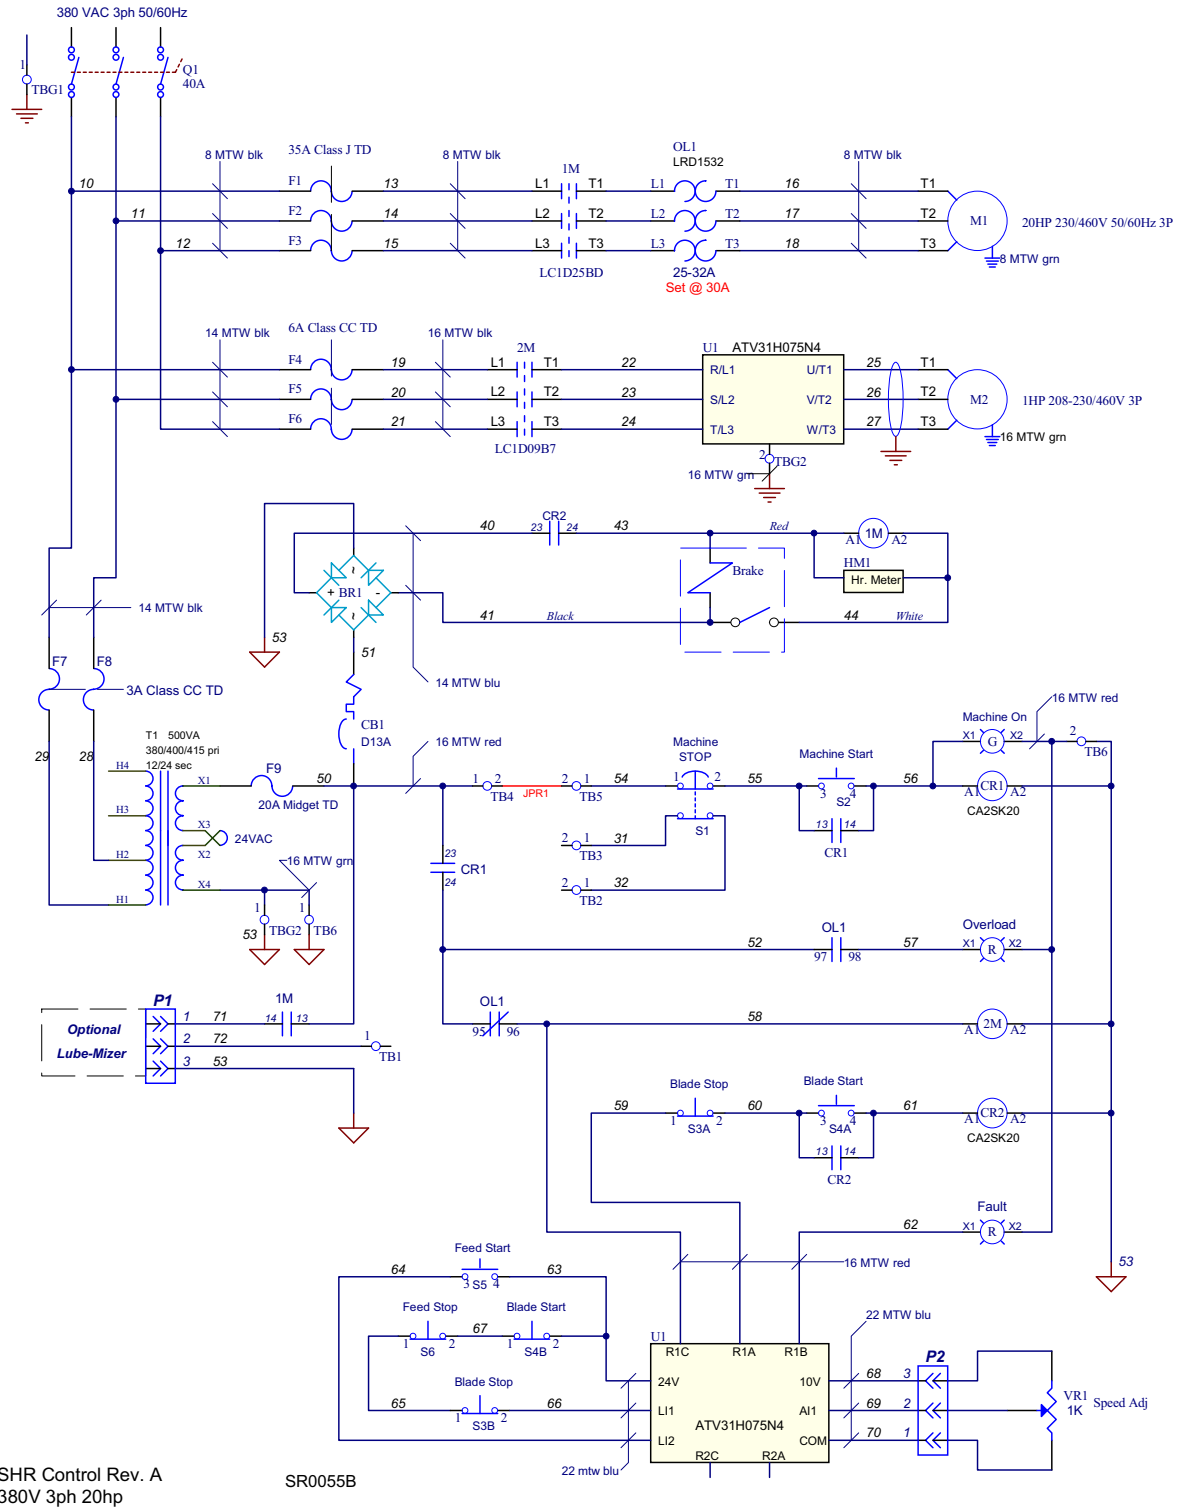 380 VAC 3ph 50/60Hz
1
TBG1
Q1
40A
8 MTW blk
35A Class J TD
8 MTW blk
1M
OL1
LRD1532
8 MTW blk
10
F1
13
L1
T1
L1
T1
16
T1
11
F2
14
L2
T2
L2
T2
17
T2
M1
20HP 230/460V 50/60Hz 3P
12
F3
15
L3
T3
L3
T3
18
T3
LC1D25BD
25-32A
Set @ 30A
8 MTW grn
14 MTW blk
6A Class CC TD
16 MTW blk
2M
U1
ATV31H075N4
F4
19
L1
T1
22
R/L1
U/T1
25
T1
F5
20
L2
T2
23
S/L2
V/T2
26
T2
M2
1HP 208-230/460V 3P
F6
21
L3
T3
24
T/L3
W/T3
27
T3
LC1D09B7
2
TBG2
16 MTW grn
16 MTW grn
40
CR2
23
24
43
Red
1M
A1
A2
HM1
Hr. Meter
Brake
~
+ BR1 -
~
41
Black
44
White
14 MTW blk
53
51
14 MTW blu
F7
F8
3A Class CC TD
CB1
D13A
16 MTW red
T1 500VA
380/400/415 pri
12/24 sec
29
28
H4
H3
H2
H1
X1
X3
X2
X4
F9
50
20A Midget TD
24VAC
16 MTW grn
1
2
TB4
JPR1
2
1
TB5
54
Machine
STOP
1
2
S1
55
Machine Start
3
4
S2
13
14
CR1
56
Machine On
X1
G
X2
16 MTW red
2
TB6
A1
CR1
A2
CA2SK20
2
1
TB3
31
2
1
TB2
32
23
CR1
24
1
TBG2
1
TB6
53
52
OL1
97
98
57
Overload
X1
R
X2
P1
Optional
Lube-Mizer
1
71
1M
14
13
2
72
1
TB1
3
53
OL1
95
96
58
A1
2M
A2
59
Blade Stop
1
2
S3A
60
Blade Start
3
4
S4A
13
14
CR2
61
A1
CR2
A2
CA2SK20
62
Fault
X1
R
X2
16 MTW red
53
64
Feed Start
3
4
S5
63
Feed Stop
1
2
S6
67
Blade Start
1
2
S4B
65
Blade Stop
1
2
S3B
66
22 mtw blu
U1
R1C
R1A
R1B
24V
10V
LI1
AI1
ATV31H075N4
LI2
COM
R2C
R2A
22 MTW blu
68
3
69
2
70
1
P2
VR1
1K
Speed Adj
SHR Control Rev. A
380V 3ph 20hp
SR0055B